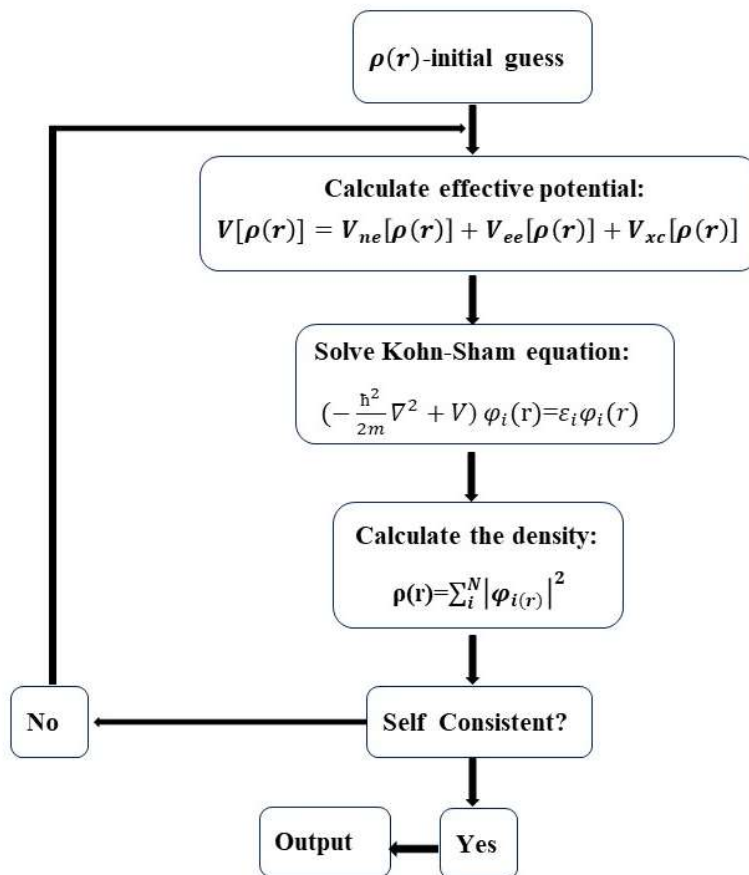 ρ(r)-initial guess
Calculate effective potential:
V[ρ(r)] = V_ne[ρ(r)] + V_ee[ρ(r)] + V_xc[ρ(r)]
Solve Kohn-Sham equation:
(-ħ²/2m ∇² + V) φ_i(r)=ε_iφ_i(r)
Calculate the density:
ρ(r)=∑_i^N|φ_i(r)|²
No
Self Consistent?
Output
Yes